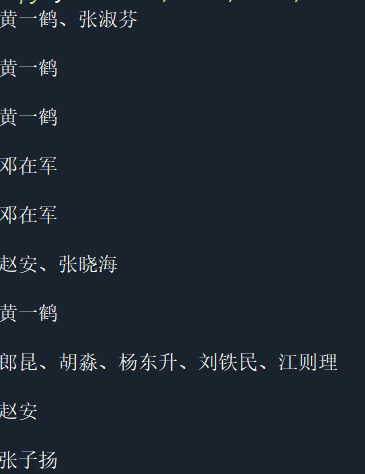 黄一鹤、张淑芬
黄一鹤
黄一鹤
邓在军
邓在军
赵安、张晓海
黄一鹤
郎昆、胡淼、杨东升、刘铁民、江则理
赵安
张子扬